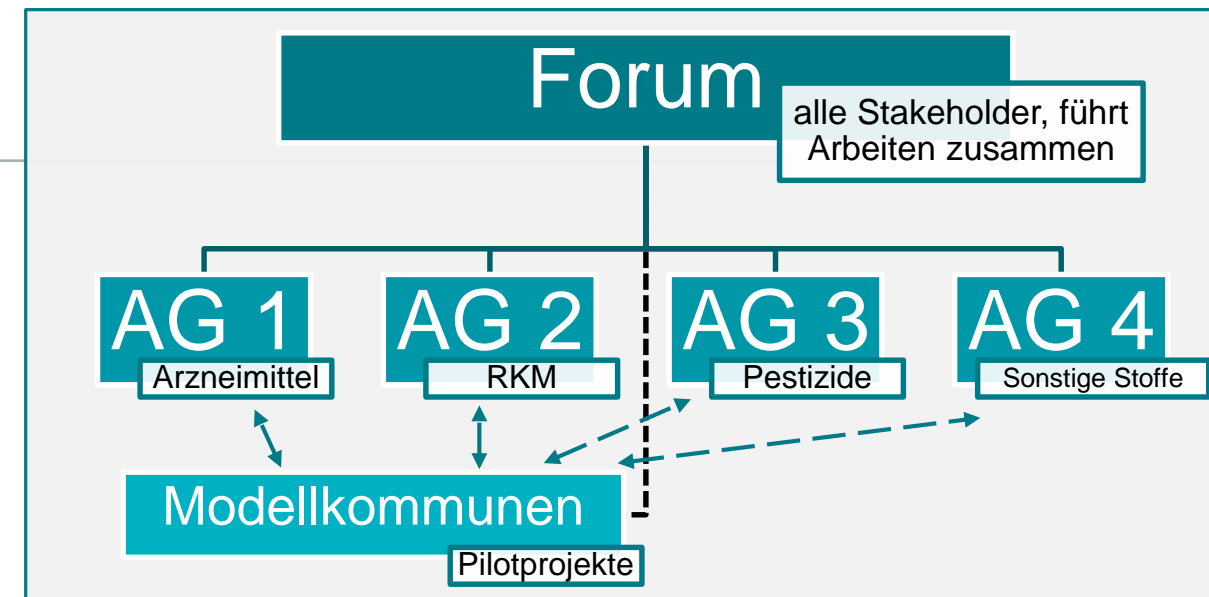 Forum
alle Stakeholder, führt
Arbeiten zusammen
AG 1
Arzneimittel
AG 2
RKM
AG 3
Pestizide
AG 4
Sonstige Stoffe
Modellkommunen
Pilotprojekte